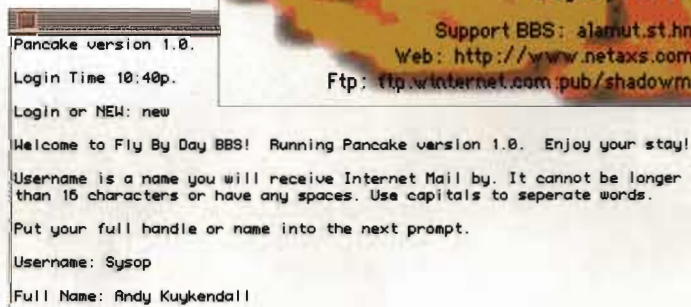 Support BBS: alamut.st.hn
Web: http://www.netaxs.com
Ftp: ftp.winternet.com:pub/shadowm
Pancake version 1.0.
Login Time 10:40p.
Login or NEW: new
Welcome to Fly By Day BBS! Running Pancake version 1.0. Enjoy your stay!
Username is a name you will receive Internet Mail by. It cannot be longer
than 16 characters or have any spaces. Use capitals to seperate words.
Put your full handle or name into the next prompt.
Username: Sysop
Full Name: Andy Kuykendall